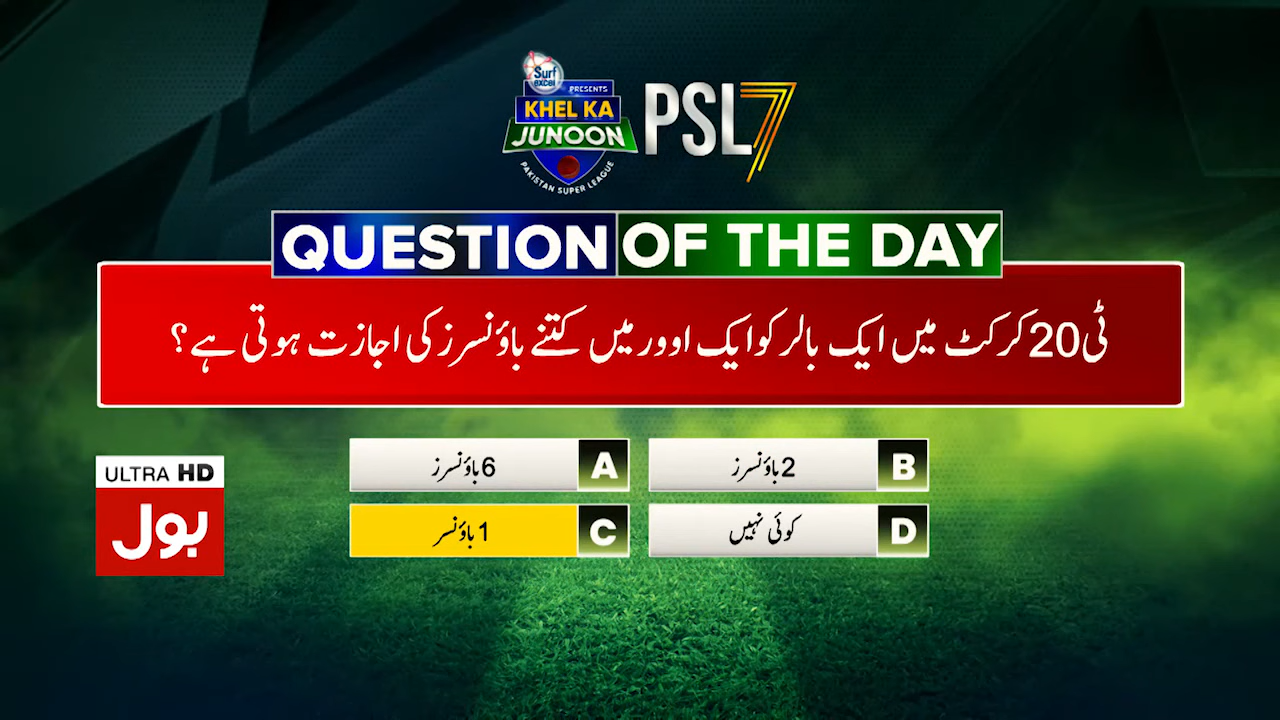 Surf
excel
PRESENTS
KHEL KA
JUNOON
PAKISTAN SUPER LEAGUE
PSL7
QUESTION OF THE DAY
ٹی20 کرکٹ میں ایک بالر کو ایک اوور میں کتنے باؤنسرز کی اجازت ہوتی ہے؟
6 باؤنسرز A
2 باؤنسرز B
1 باؤنسر C
کوئی نہیں D
ULTRA HD
بول